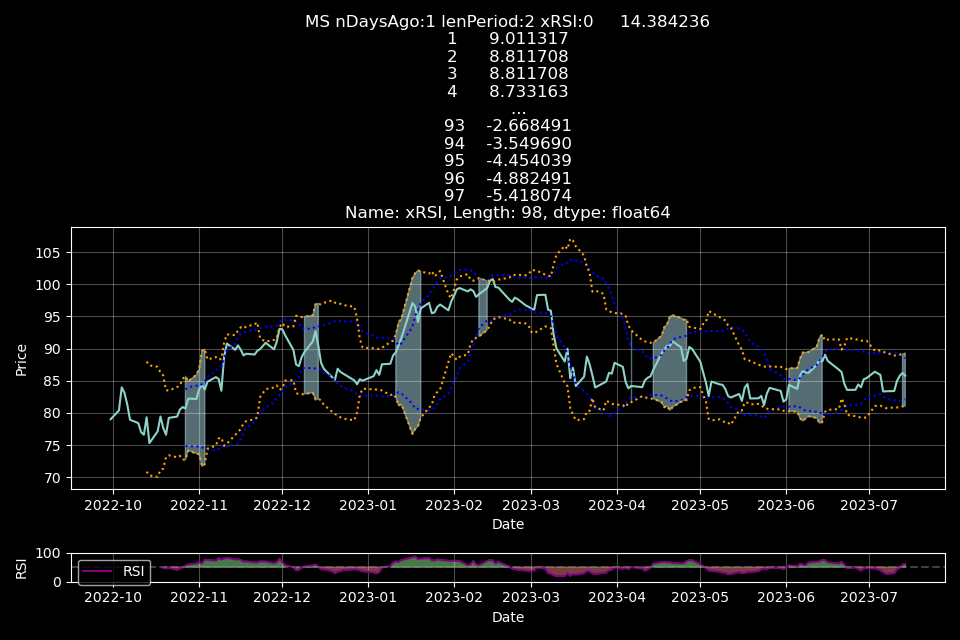 MS nDaysAgo:1 lenPeriod:2 xRSI:0 14.384236
1 9.011317
2 8.811708
3 8.811708
4 8.733163
...
93 -2.668491
94 -3.549690
95 -4.454039
96 -4.882491
97 -5.418074
Name: xRSI, Length: 98, dtype: float64
105
100
95
90
85
80
75
70
Price
2022-10 2022-11 2022-12 2023-01 2023-02 2023-03 2023-04 2023-05 2023-06 2023-07
Date
100
0
RSI
RSI
2022-10 2022-11 2022-12 2023-01 2023-02 2023-03 2023-04 2023-05 2023-06 2023-07
Date